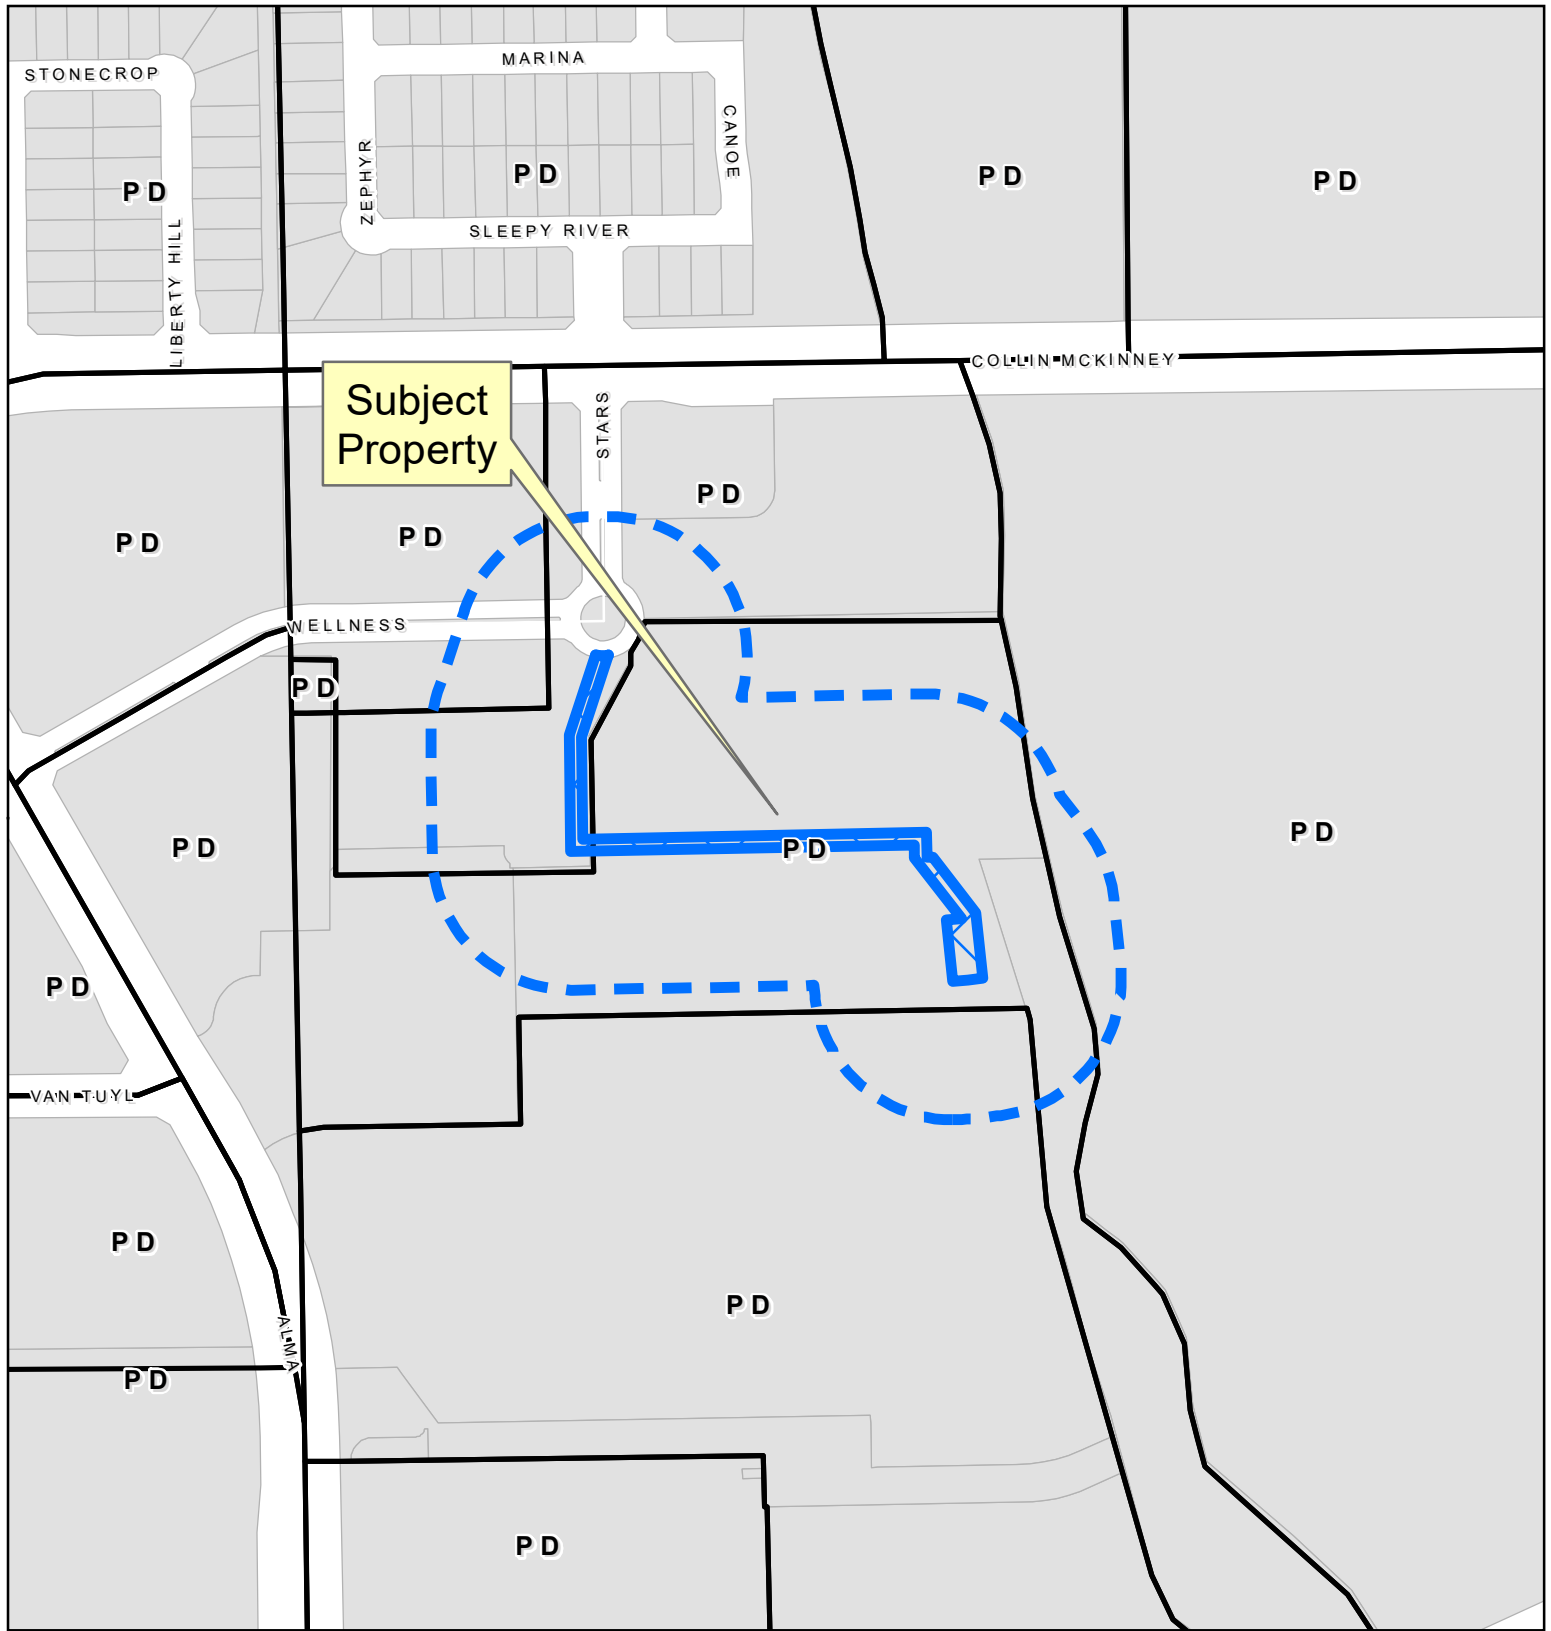 MARINA
STONECROP
CANOE
PD
PD
PD
PD
ZEPHYR
SLEEPY RIVER
LIBERTY HILL
COLLIN MCKINNEY
Subject
Property
STARS
PD
PD
PD
WELLNESS
PD
PD
PD
PD
PD
VAN TUYL
PD
PD
ALMA
PD
PD